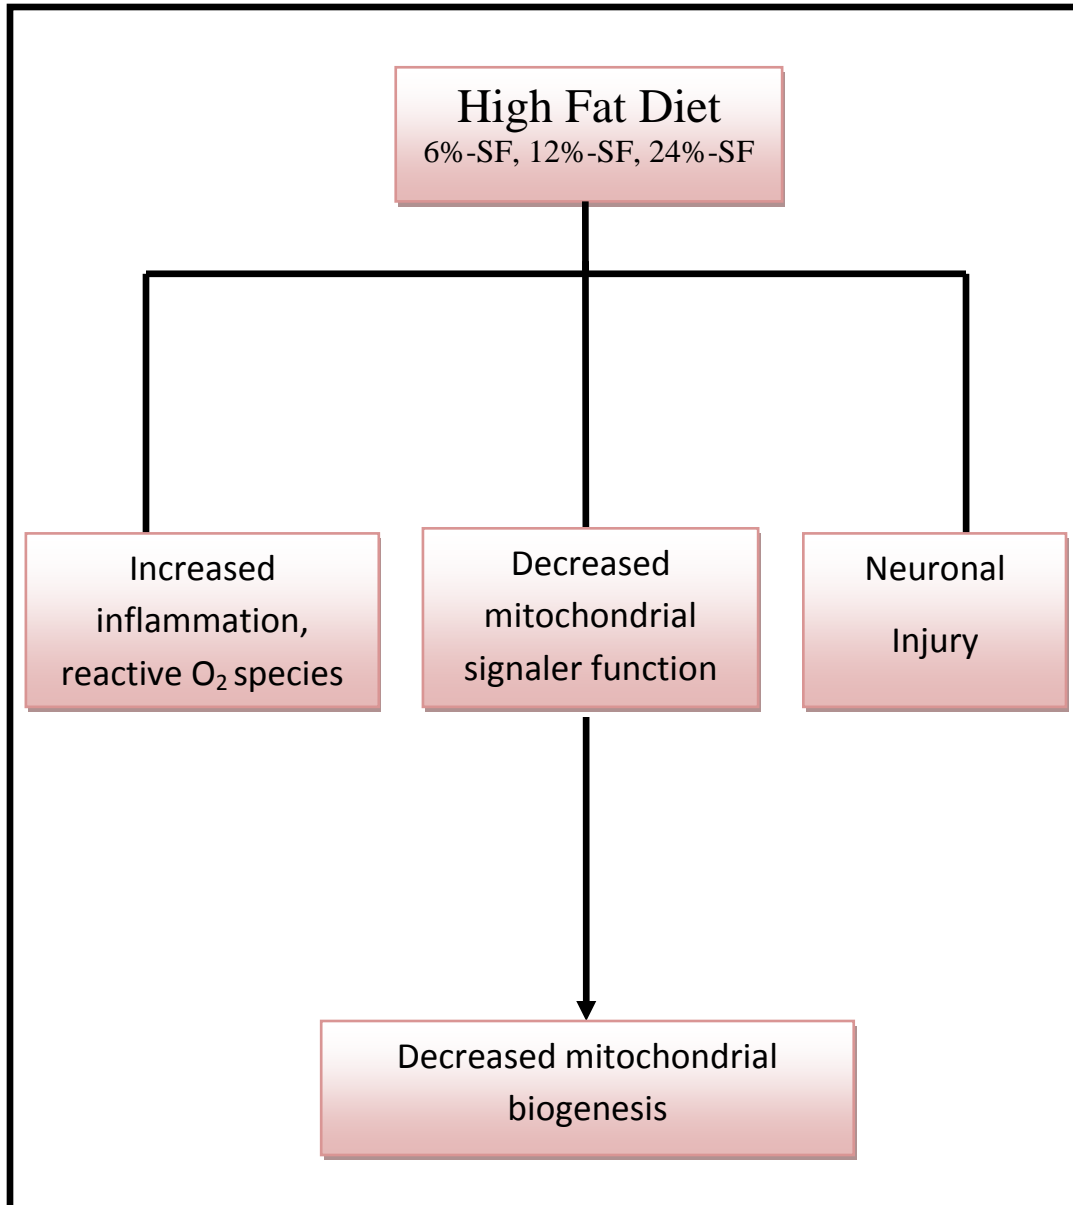 High Fat Diet
6%-SF, 12%-SF, 24%-SF
Increased
inflammation,
reactive O₂ species
Decreased
mitochondrial
signaler function
Neuronal
Injury
Decreased mitochondrial
biogenesis